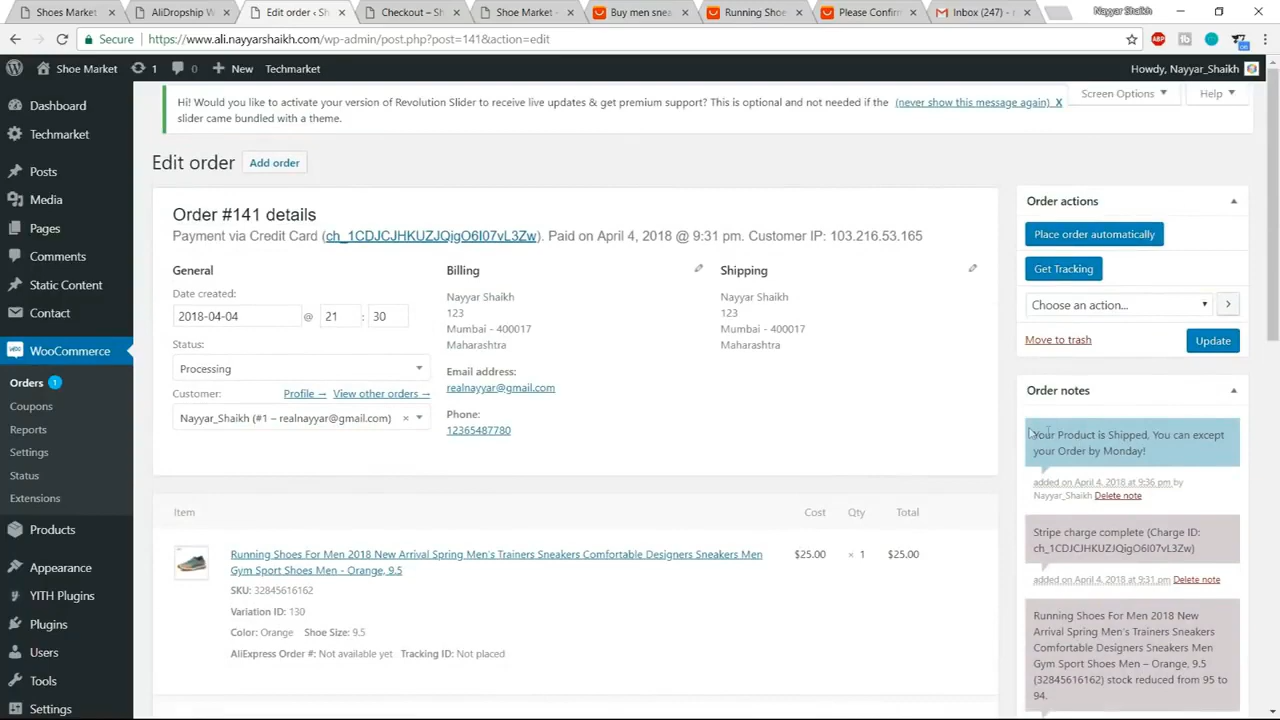 Shoes Market
AliDropship W
Edit order ‹ Sh
Checkout – Sh
Shoe Market -
Buy men snea
Running Shoe
Please Confirm
Inbox (247) - r
Nayyar Shaikh
Secure
https://www.ali.nayyarshaikh.com/wp-admin/post.php?post=141&action=edit
Shoe Market
1
0
New
Techmarket
Howdy, Nayyar_Shaikh
Dashboard
Techmarket
Posts
Media
Pages
Comments
Static Content
Contact
WooCommerce
Orders 1
Coupons
Reports
Settings
Status
Extensions
Products
Appearance
YITH Plugins
Plugins
Users
Tools
Settings
Hi! Would you like to activate your version of Revolution Slider to receive live updates & get premium support? This is optional and not needed if the
slider came bundled with a theme.
(never show this message again) X
Screen Options
Help
Edit order
Add order
Order #141 details
Payment via Credit Card (ch_1CDJCJHKUZJQjgO6I07vL3Zw). Paid on April 4, 2018 @ 9:31 pm. Customer IP: 103.216.53.165
General
Date created:
2018-04-04 @ 21 : 30
Status:
Processing
Customer:
Profile →
View other orders →
Nayyar_Shaikh (#1 – realnayyar@gmail.com) ×
Billing
Nayyar Shaikh
123
Mumbai - 400017
Maharashtra
Email address:
realnayyar@gmail.com
Phone:
12365487780
Shipping
Nayyar Shaikh
123
Mumbai - 400017
Maharashtra
Item
Cost
Qty
Total
Running Shoes For Men 2018 New Arrival Spring Men's Trainers Sneakers Comfortable Designers Sneakers Men
Gym Sport Shoes Men - Orange, 9.5
$25.00
× 1
$25.00
SKU: 32845616162
Variation ID: 130
Color: Orange
Shoe Size: 9.5
AliExpress Order #: Not available yet
Tracking ID: Not placed
Order actions
Place order automatically
Get Tracking
Choose an action...
Move to trash
Update
Order notes
Your Product is Shipped, You can except
your Order by Monday!
added on April 4, 2018 at 9:36 pm by
Nayyar_Shaikh Delete note
Stripe charge complete (Charge ID:
ch_1CDJCJHKUZJQjgO6I07vL3Zw)
added on April 4, 2018 at 9:31 pm Delete note
Running Shoes For Men 2018 New
Arrival Spring Men's Trainers Sneakers
Comfortable Designers Sneakers Men
Gym Sport Shoes Men – Orange, 9.5
(32845616162) stock reduced from 95 to
94.